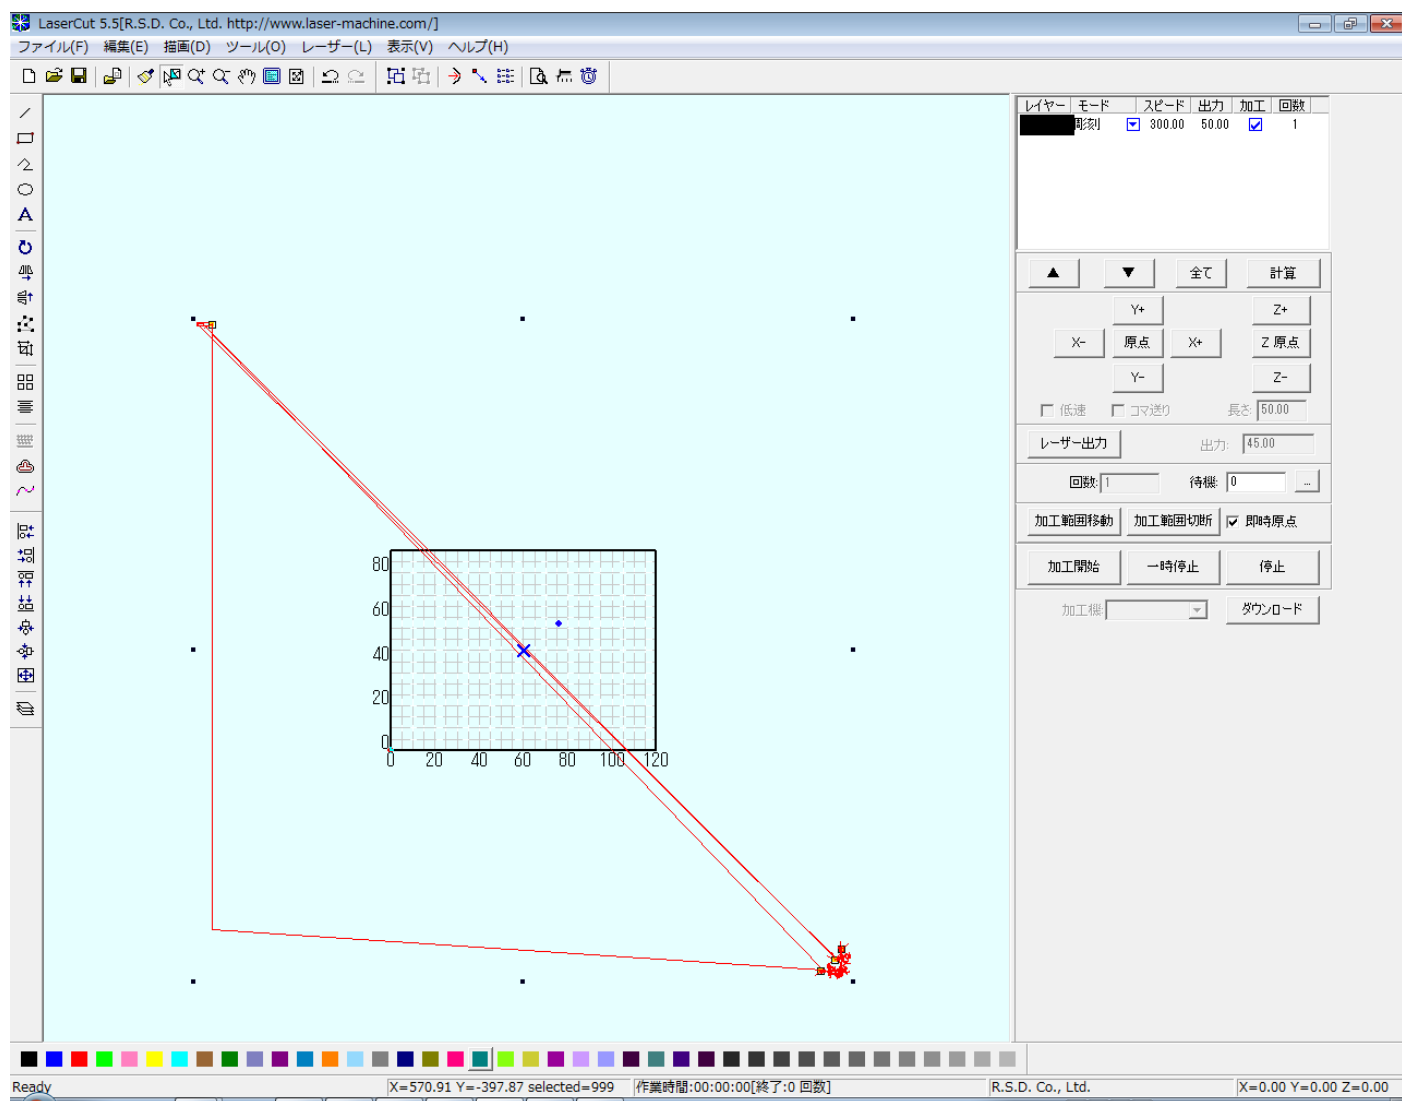 LaserCut 5.5[R.S.D. Co., Ltd. http://www.laser-machine.com/]
ファイル(F) 編集(E) 描画(D) ツール(O) レーザー(L) 表示(V) ヘルプ(H)
レイヤー モード スピード 出力 加工 回数
彫刻 300.00 50.00 1
▲ ▼ 全て 計算
Y+ Z+
X- 原点 X+ Z 原点
Y- Z-
低速 コマ送り 長さ: 50.00
レーザー出力 出力: 45.00
回数: 1 待機: 0 ...
加工範囲移動 加工範囲切断 即時原点
加工開始 一時停止 停止
加工機: ダウンロード
80
60
40
20
0
0 20 40 60 80 100 120
Ready X=570.91 Y=-397.87 selected=999 作業時間:00:00:00[終了:0 回数] R.S.D. Co., Ltd. X=0.00 Y=0.00 Z=0.00